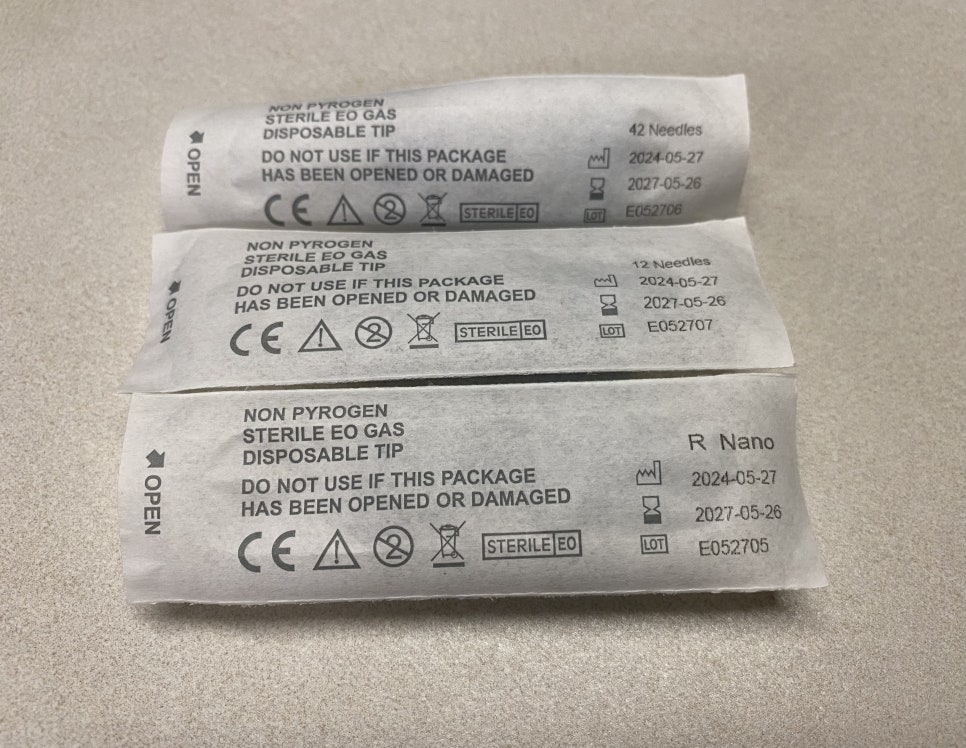 NON PYROGEN
STERILE EO GAS
DISPOSABLE TIP
DO NOT USE IF THIS PACKAGE
HAS BEEN OPENED OR DAMAGED
OPEN
CE
2
STERILE EO
42 Needles
2024-05-27
2027-05-26
LOT E052706
NON PYROGEN
STERILE EO GAS
DISPOSABLE TIP
DO NOT USE IF THIS PACKAGE
HAS BEEN OPENED OR DAMAGED
OPEN
CE
2
STERILE EO
12 Needles
2024-05-27
2027-05-26
LOT E052707
NON PYROGEN
STERILE EO GAS
DISPOSABLE TIP
DO NOT USE IF THIS PACKAGE
HAS BEEN OPENED OR DAMAGED
OPEN
CE
2
STERILE EO
R Nano
2024-05-27
2027-05-26
LOT E052705